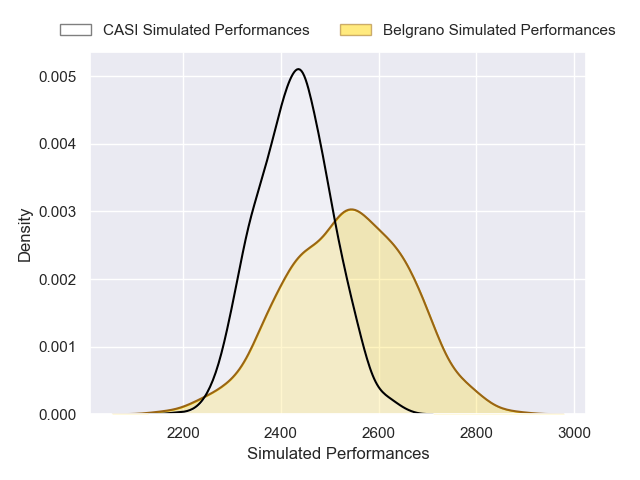 CASI Simulated Performances Belgrano Simulated Performances
0.005
0.004
0.003
0.002
0.001
0.000
Density
2200 2400 2600 2800 3000
Simulated Performances